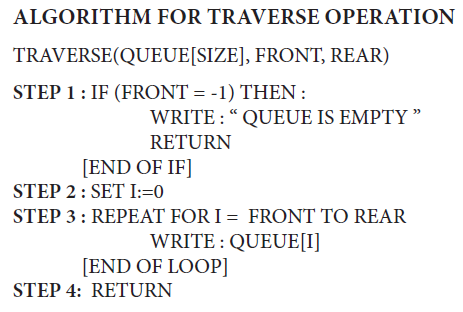 ALGORITHM FOR TRAVERSE OPERATION
TRAVERSE(QUEUE[SIZE], FRONT, REAR)
STEP 1 : IF (FRONT = -1) THEN :
WRITE : “ QUEUE IS EMPTY ”
RETURN
[END OF IF]
STEP 2 : SET I:=0
STEP 3 : REPEAT FOR I = FRONT TO REAR
WRITE : QUEUE[I]
[END OF LOOP]
STEP 4: RETURN